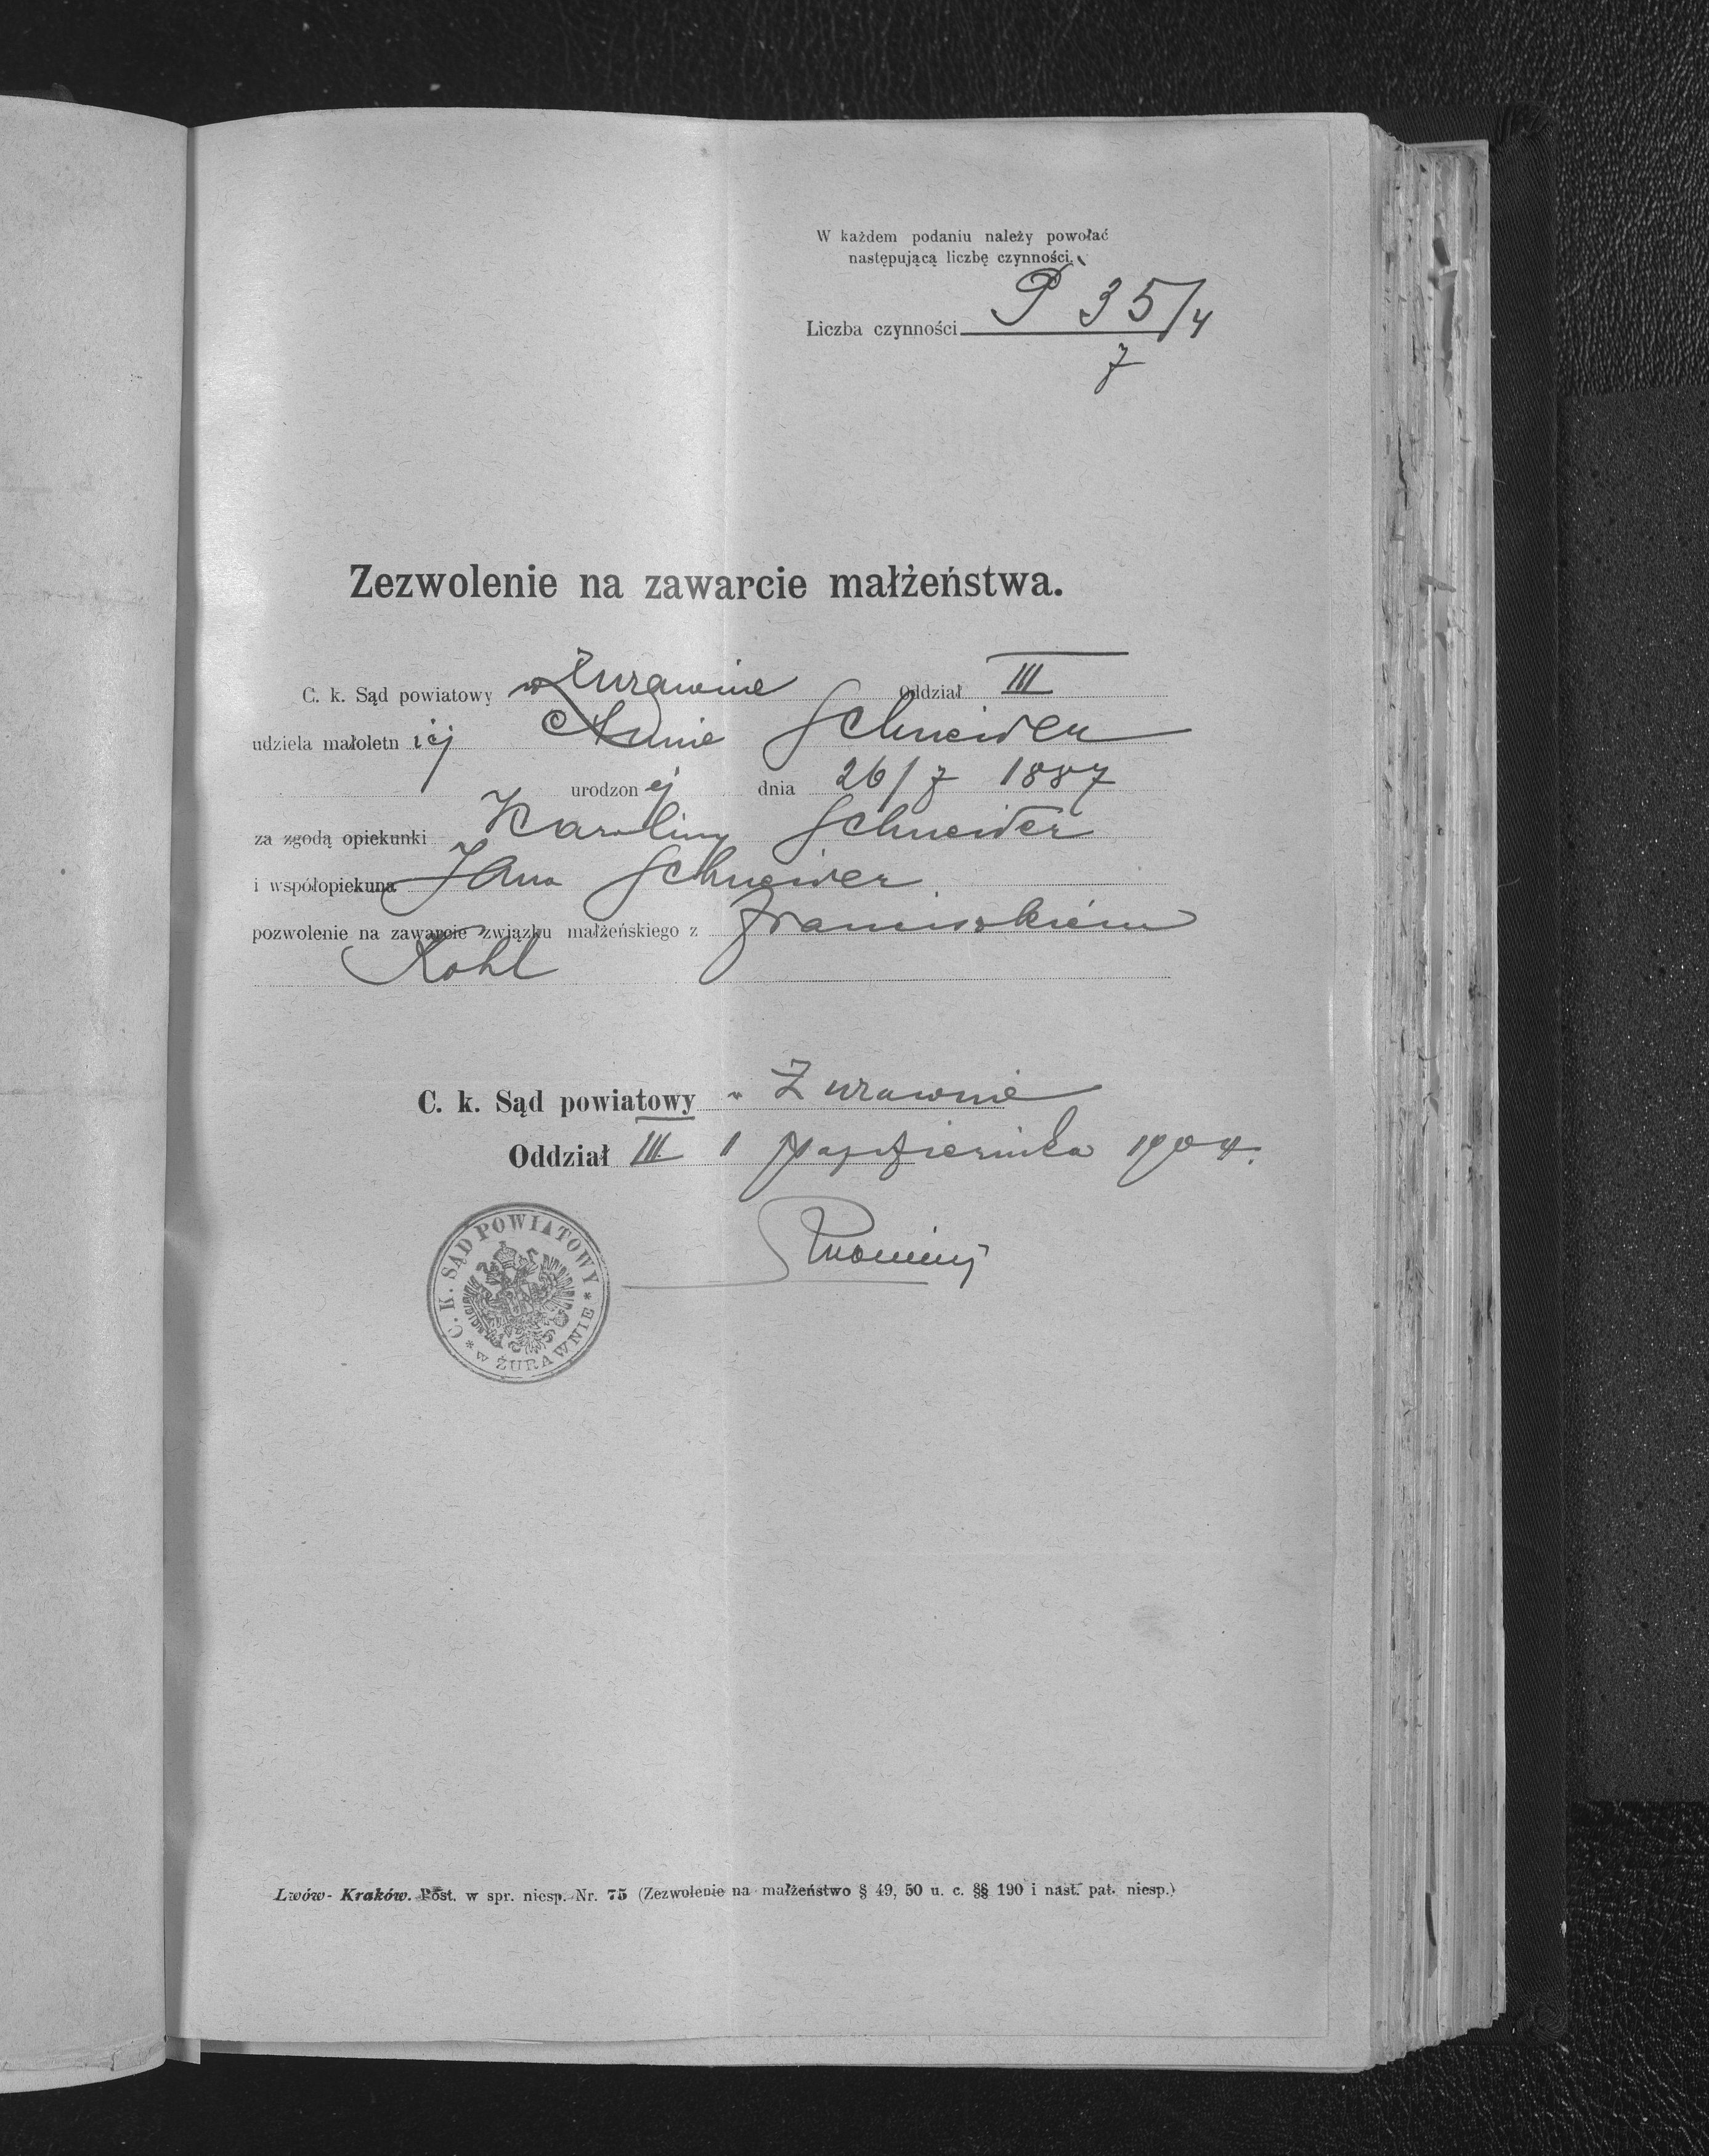 W każdem podaniu należy powołać
następującą liczbę czynności.
Liczba czynności P 35/4
7
Zezwolenie na zawarcie małżeństwa.
C. k. Sąd powiatowy w Żurawnie Oddział III
udziela małoletniej Annie Schneider
urodzonej dnia 26/7 1887
za zgodą opiekunki Karoliny Schneider
i współopiekuna Jana Schneider
pozwolenie na zawarcie związku małżeńskiego z Franciszkiem
Kohl
C. k. Sąd powiatowy w Żurawnie
Oddział III 1 października 1904.
C. K. SĄD POWIATOWY * w ŻURAWNIE *
Lwów-Kraków. Post. w spr. niesp. Nr. 75 (Zezwolenie na małżeństwo § 49, 50 u. c. §§ 190 i nast. pat. niesp.)